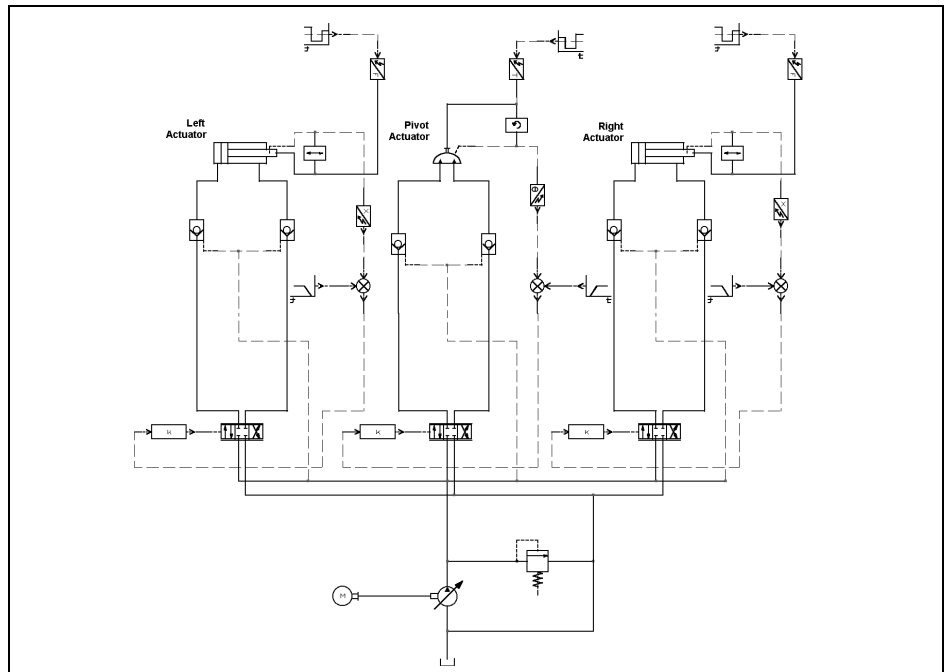 Left
Actuator
Pivot
Actuator
Right
Actuator
F
T
F
X
θ
X
k
k
k
M